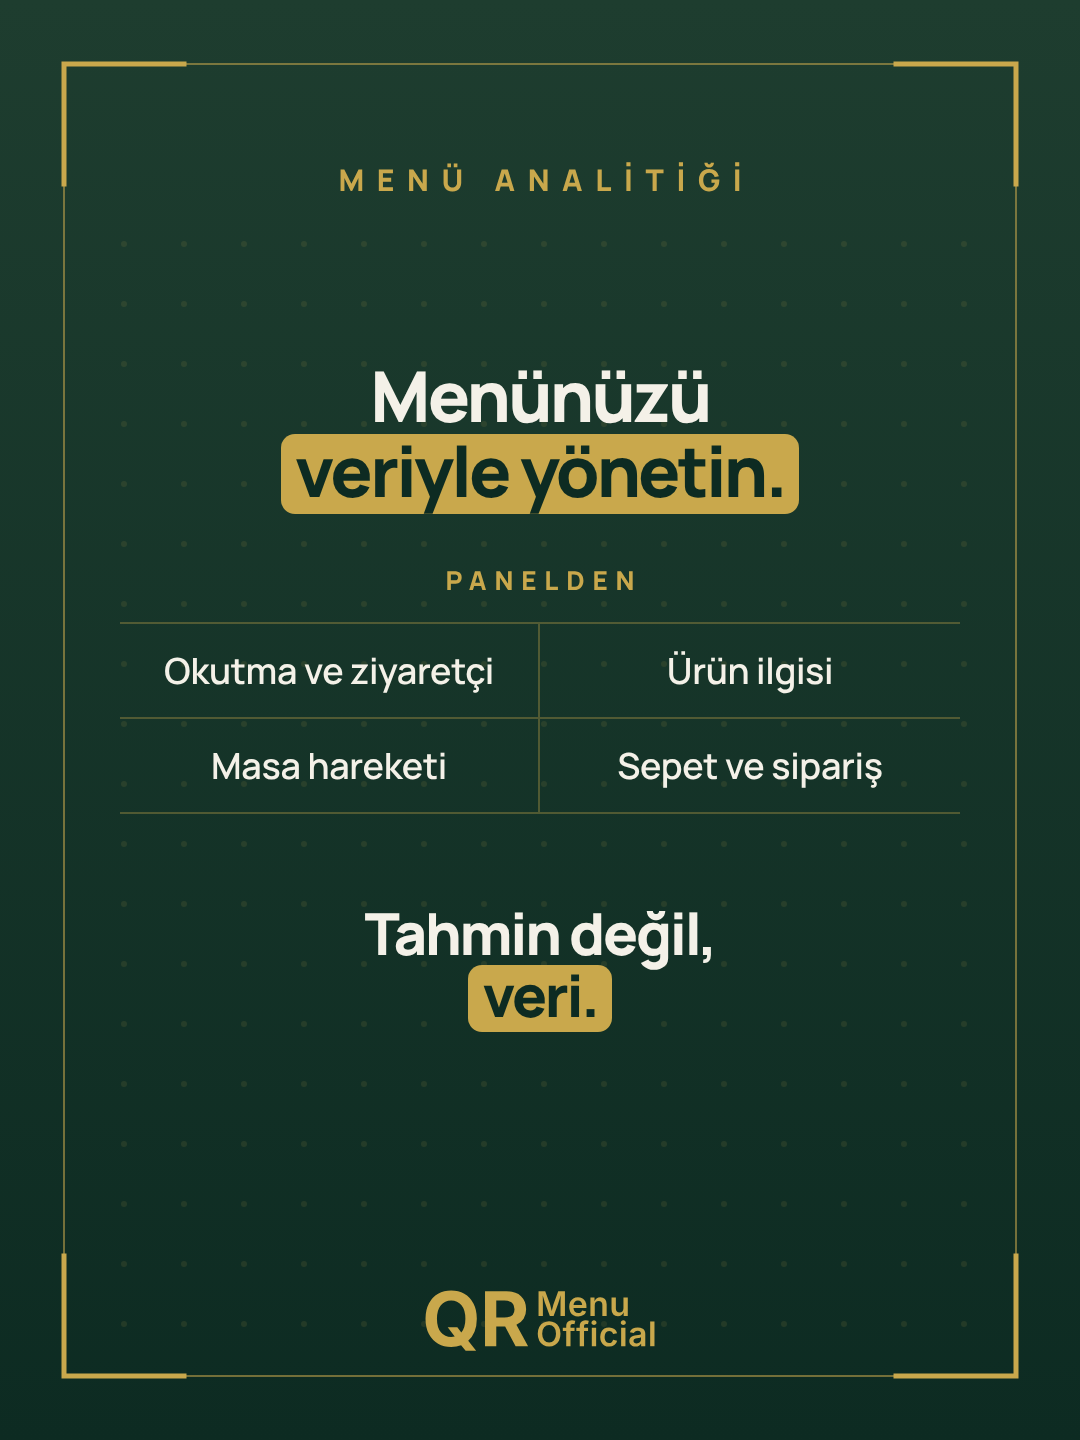 MENÜ ANALİTİĞİ
Menünüzü
veriyle yönetin.
PANELDEN
Okutma ve ziyaretçi
Ürün ilgisi
Masa hareketi
Sepet ve sipariş
Tahmin değil,
veri.
QR Menu
Official